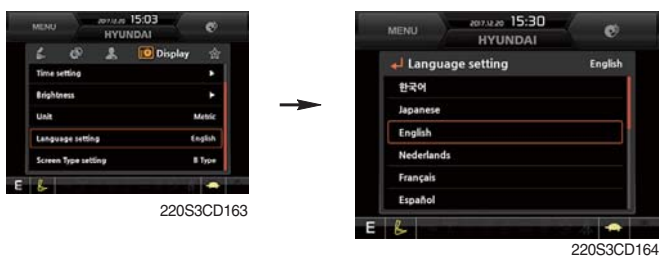 MENU
2017.12.20 15:03
HYUNDAI
Display
Time setting
Brightness
Unit Metric
Language setting English
Screen Type setting B Type
E
220S3CD163
MENU
2017.12.20 15:30
HYUNDAI
Language setting English
한국어
Japanese
English
Nederlands
Français
Español
E
220S3CD164